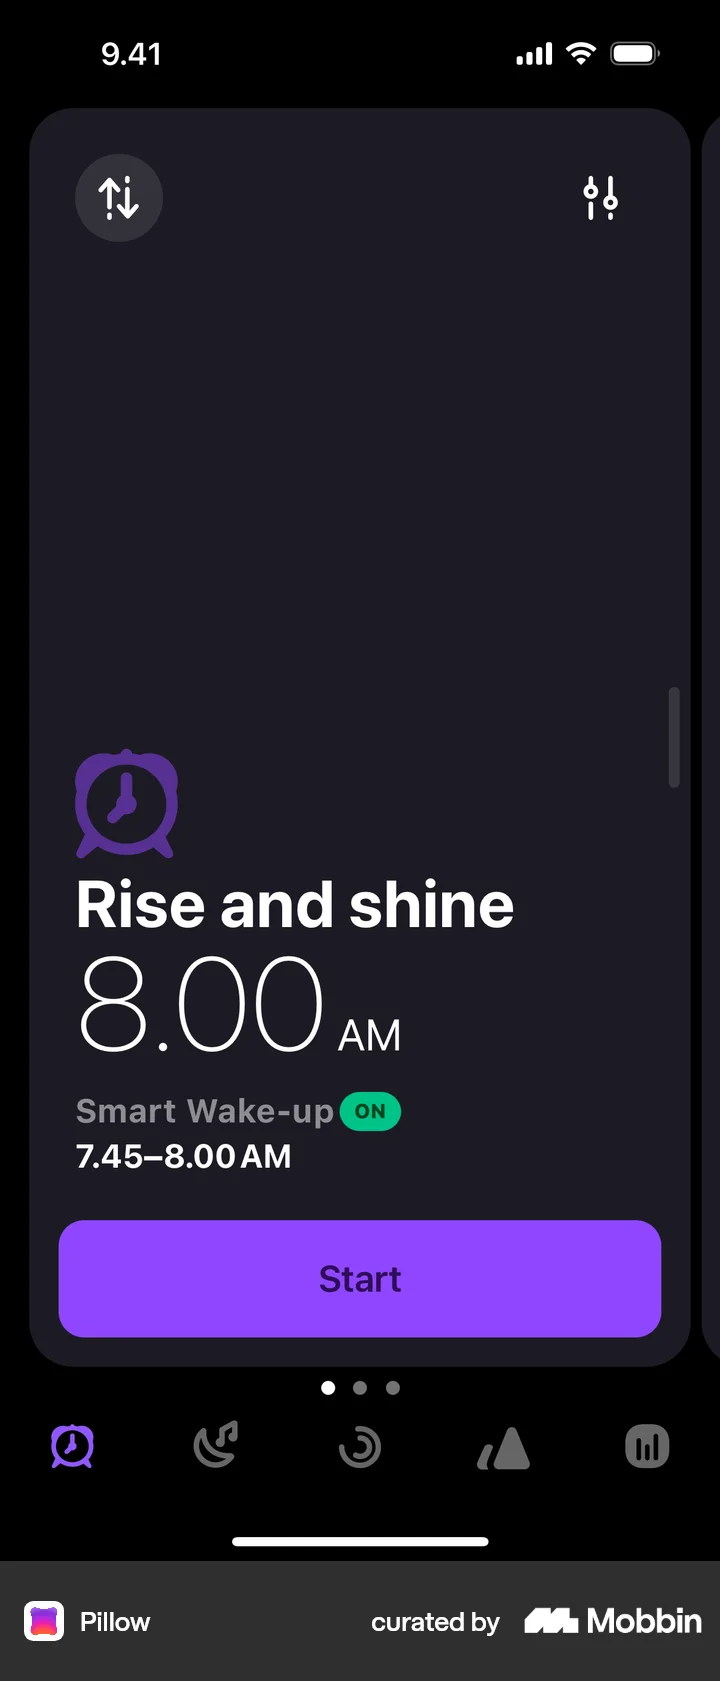 9.41
Rise and shine
8.00 AM
Smart Wake-up ON
7.45–8.00 AM
Start
Pillow
curated by Mobbin